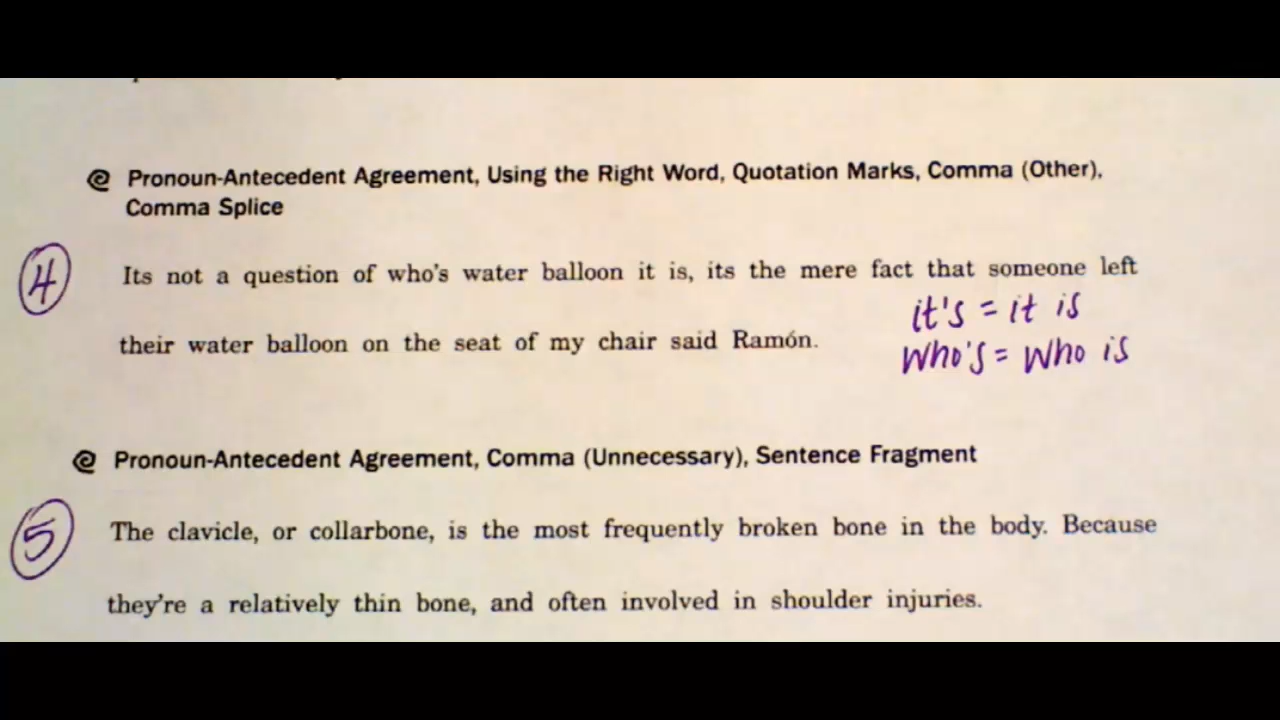 Pronoun-Antecedent Agreement, Using the Right Word, Quotation Marks, Comma (Other),
Comma Splice
4 Its not a question of who's water balloon it is, its the mere fact that someone left
it's = it is
their water balloon on the seat of my chair said Ramón.
who's = who is
Pronoun-Antecedent Agreement, Comma (Unnecessary), Sentence Fragment
5 The clavicle, or collarbone, is the most frequently broken bone in the body. Because
they're a relatively thin bone, and often involved in shoulder injuries.